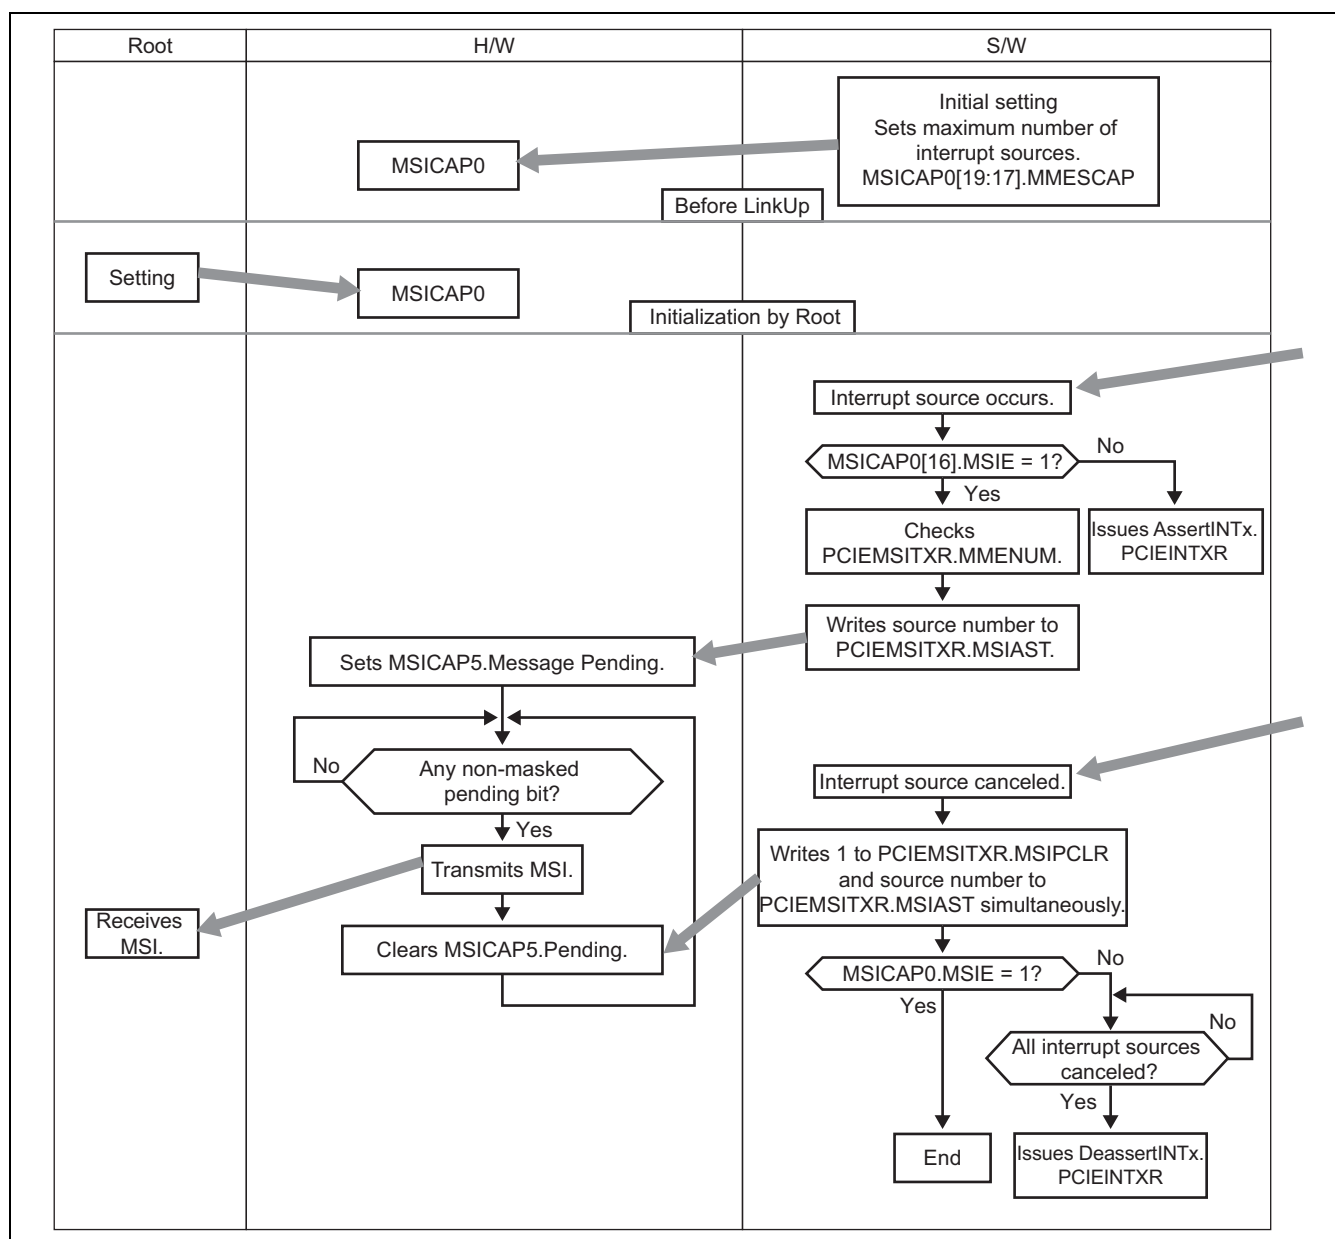 Root
H/W
S/W
Initial setting
Sets maximum number of
interrupt sources.
MSICAP0[19:17].MMESCAP
MSICAP0
Before LinkUp
Setting
MSICAP0
Initialization by Root
Interrupt source occurs.
MSICAP0[16].MSIE = 1?
No
Yes
Checks
PCIEMSITXR.MMENUM.
Issues AssertINTx.
PCIEINTXR
Writes source number to
PCIEMSITXR.MSIAST.
Sets MSICAP5.Message Pending.
No
Any non-masked
pending bit?
Yes
Transmits MSI.
Receives
MSI.
Clears MSICAP5.Pending.
Interrupt source canceled.
Writes 1 to PCIEMSITXR.MSIPCLR
and source number to
PCIEMSITXR.MSIAST simultaneously.
MSICAP0.MSIE = 1?
No
Yes
No
All interrupt sources
canceled?
Yes
End
Issues DeassertINTx.
PCIEINTXR